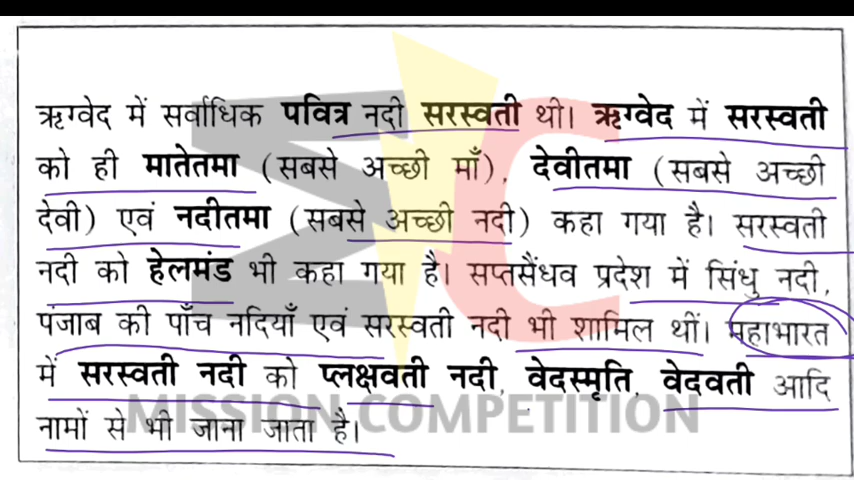 ऋग्वेद में सर्वाधिक पवित्र नदी सरस्वती थी। ऋग्वेद में सरस्वती
को ही मातेतमा (सबसे अच्छी माँ), देवीतमा (सबसे अच्छी
देवी) एवं नदीतमा (सबसे अच्छी नदी) कहा गया है। सरस्वती
नदी को हेलमंड भी कहा गया है। सप्तसैंधव प्रदेश में सिंधु नदी,
पंजाब की पाँच नदियाँ एवं सरस्वती नदी भी शामिल थीं। महाभारत
में सरस्वती नदी को प्लक्षवती नदी, वेदस्मृति, वेदवती आदि
MISSION COMPETITION
नामों से भी जाना जाता है।